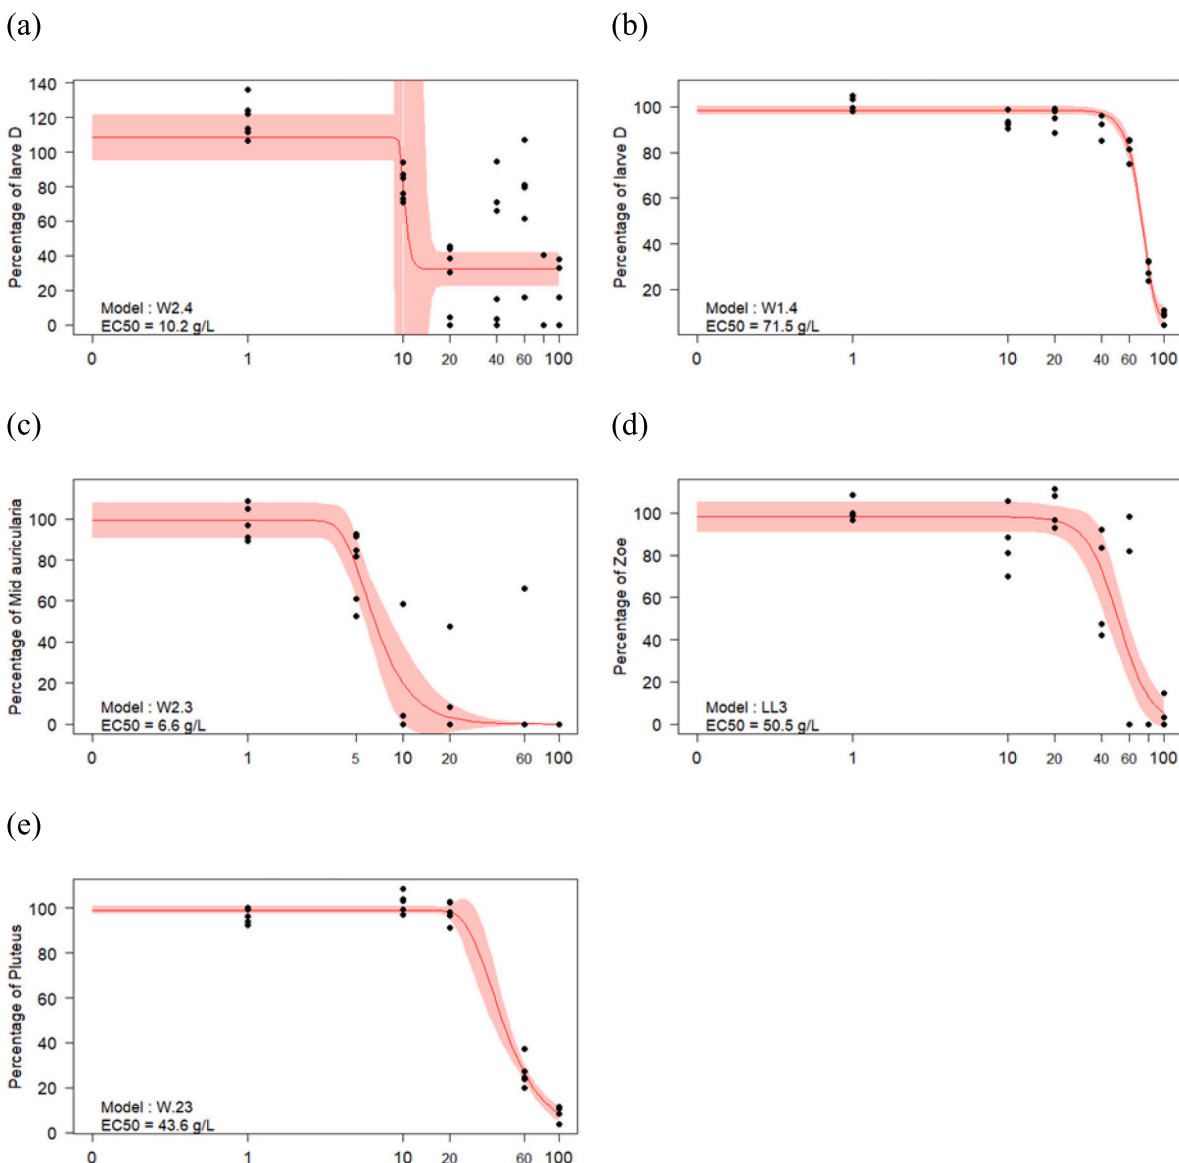 (a)
(b)
Percentage of larve D
140
120
100
80
60
40
20
0
Model : W2.4
EC50 = 10.2 g/L
0 1 10 20 40 60 100
Percentage of larve D
100
80
60
40
20
Model : W1.4
EC50 = 71.5 g/L
0 1 10 20 40 60 100
(c)
(d)
Percentage of Mid auricularia
100
80
60
40
20
0
Model : W2.3
EC50 = 6.6 g/L
0 1 5 10 20 60 100
Percentage of Zoe
100
80
60
40
20
0
Model : LL3
EC50 = 50.5 g/L
0 1 10 20 40 60 100
(e)
Percentage of Pluteus
100
80
60
40
20
0
Model : W.23
EC50 = 43.6 g/L
0 1 10 20 60 100